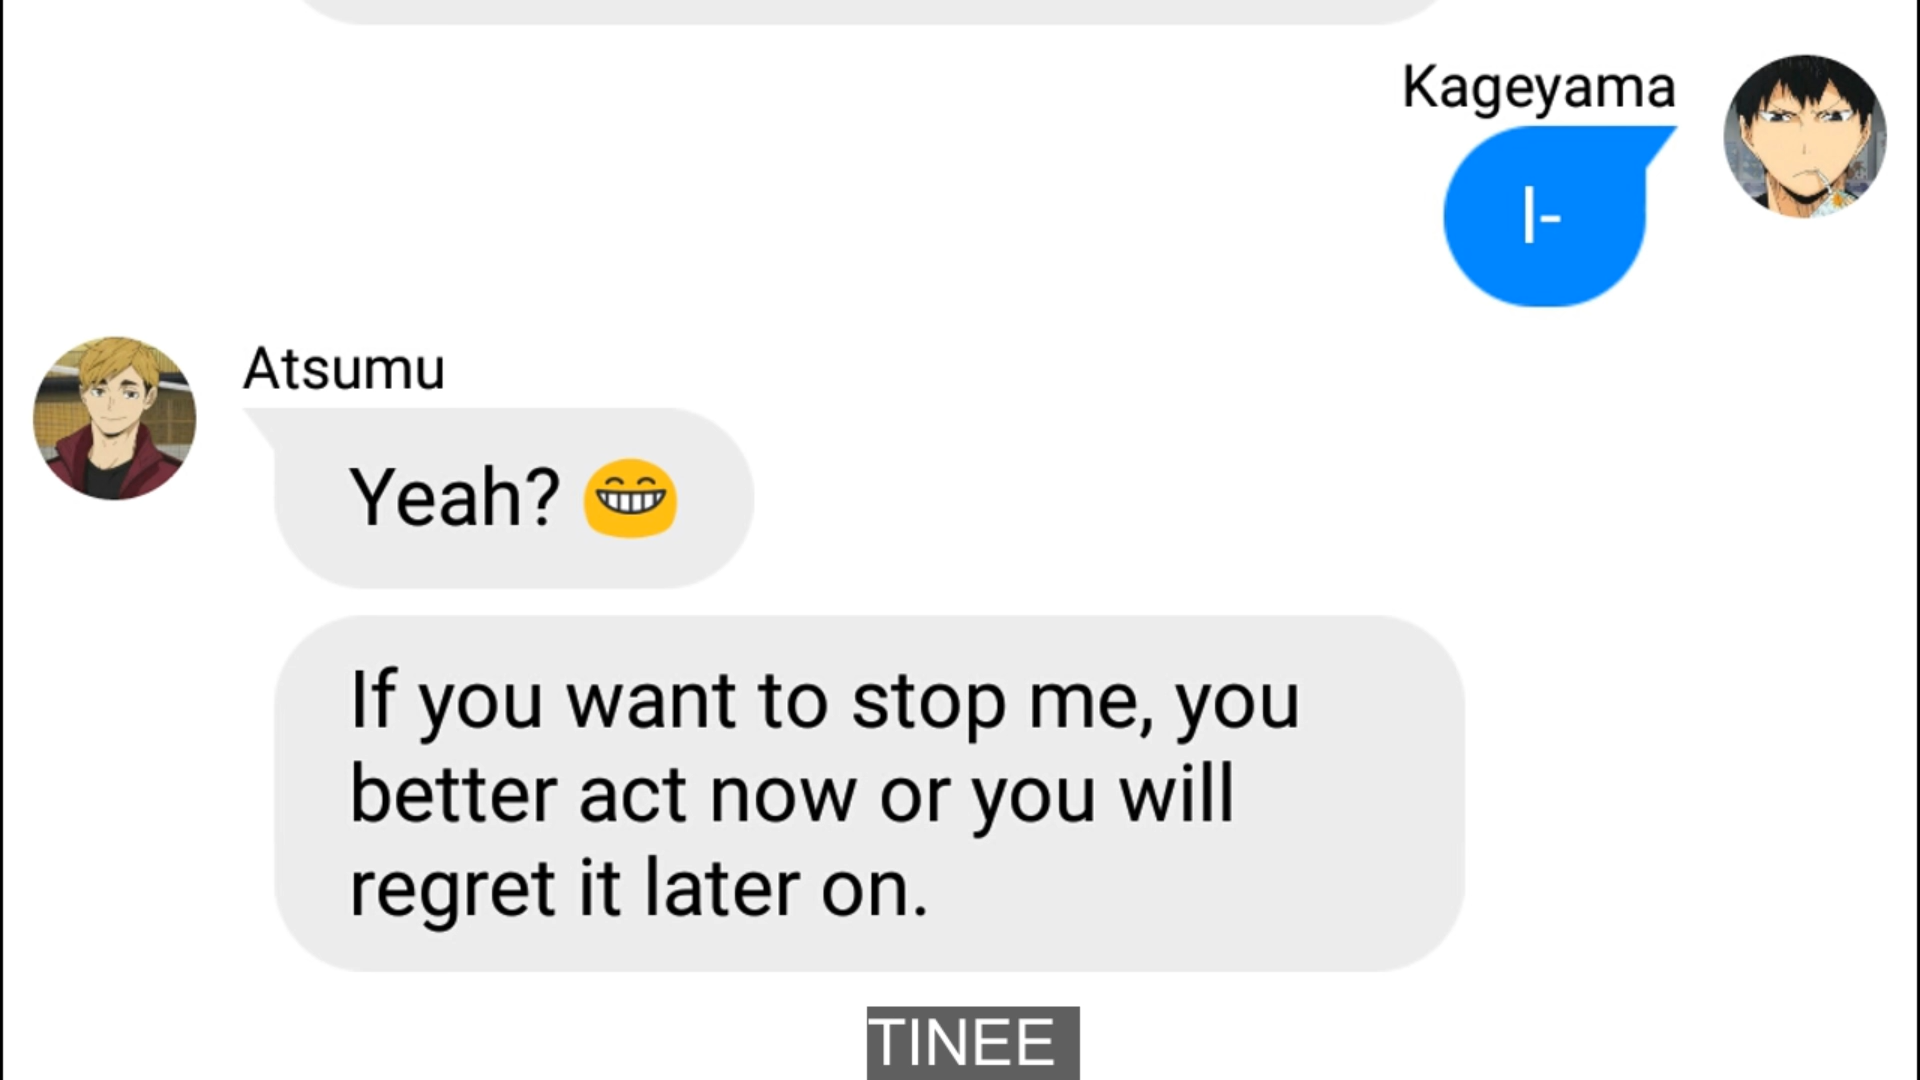 Kageyama
I-
Atsumu
Yeah? 😁
If you want to stop me, you
better act now or you will
regret it later on.
TINEE